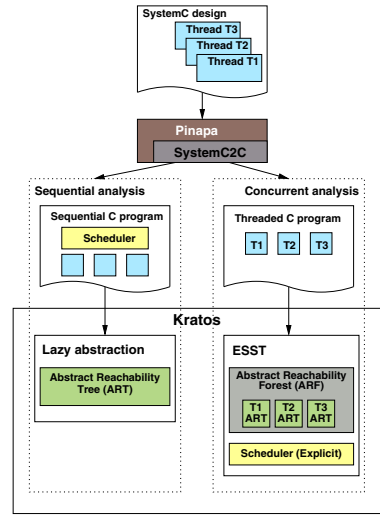 SystemC design
Thread T3
Thread T2
Thread T1
Pinapa
SystemC2C
Sequential analysis
Concurrent analysis
Sequential C program
Scheduler
Threaded C program
T1 T2 T3
Kratos
Lazy abstraction
Abstract Reachability
Tree (ART)
ESST
Abstract Reachability
Forest (ARF)
T1 T2 T3
ART ART ART
Scheduler (Explicit)